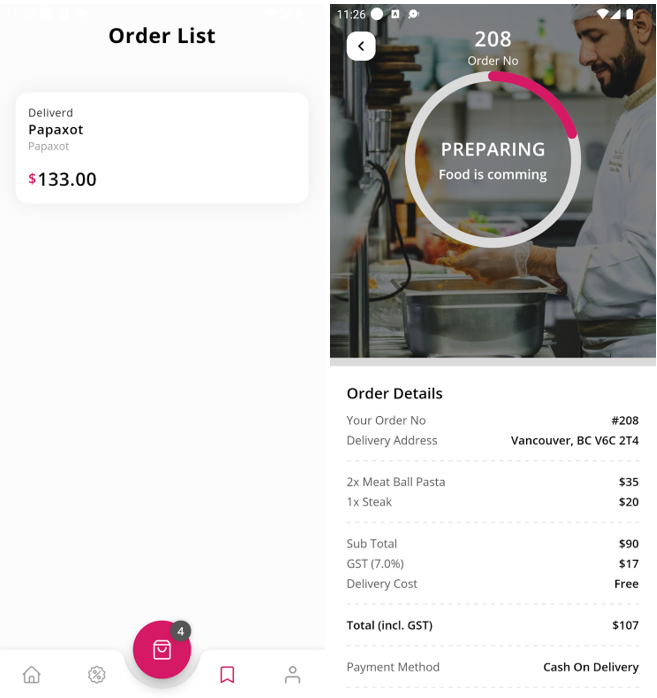 Order List
Deliverd
Papaxot
Papaxot
$133.00
4
11:26
208
Order No
PREPARING
Food is comming
Order Details
Your Order No #208
Delivery Address Vancouver, BC V6C 2T4
2x Meat Ball Pasta $35
1x Steak $20
Sub Total $90
GST (7.0%) $17
Delivery Cost Free
Total (incl. GST) $107
Payment Method Cash On Delivery